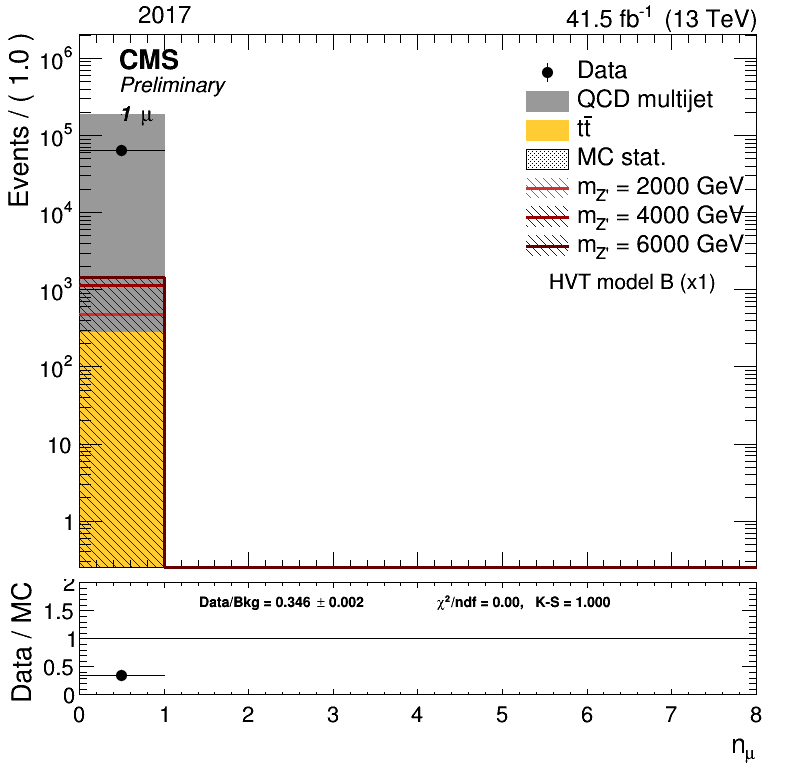 2017
41.5 fb⁻¹ (13 TeV)
Events / ( 1.0 )
10⁶
10⁵
10⁴
10³
10²
10
1
CMS
Preliminary
1 μ
Data
QCD multijet
tt̄
MC stat.
m_Z' = 2000 GeV
m_Z' = 4000 GeV
m_Z' = 6000 GeV
HVT model B (x1)
Data / MC
2
1.5
1
0.5
0
Data/Bkg = 0.346 ± 0.002
χ²/ndf = 0.00, K-S = 1.000
0 1 2 3 4 5 6 7 8
n_μ